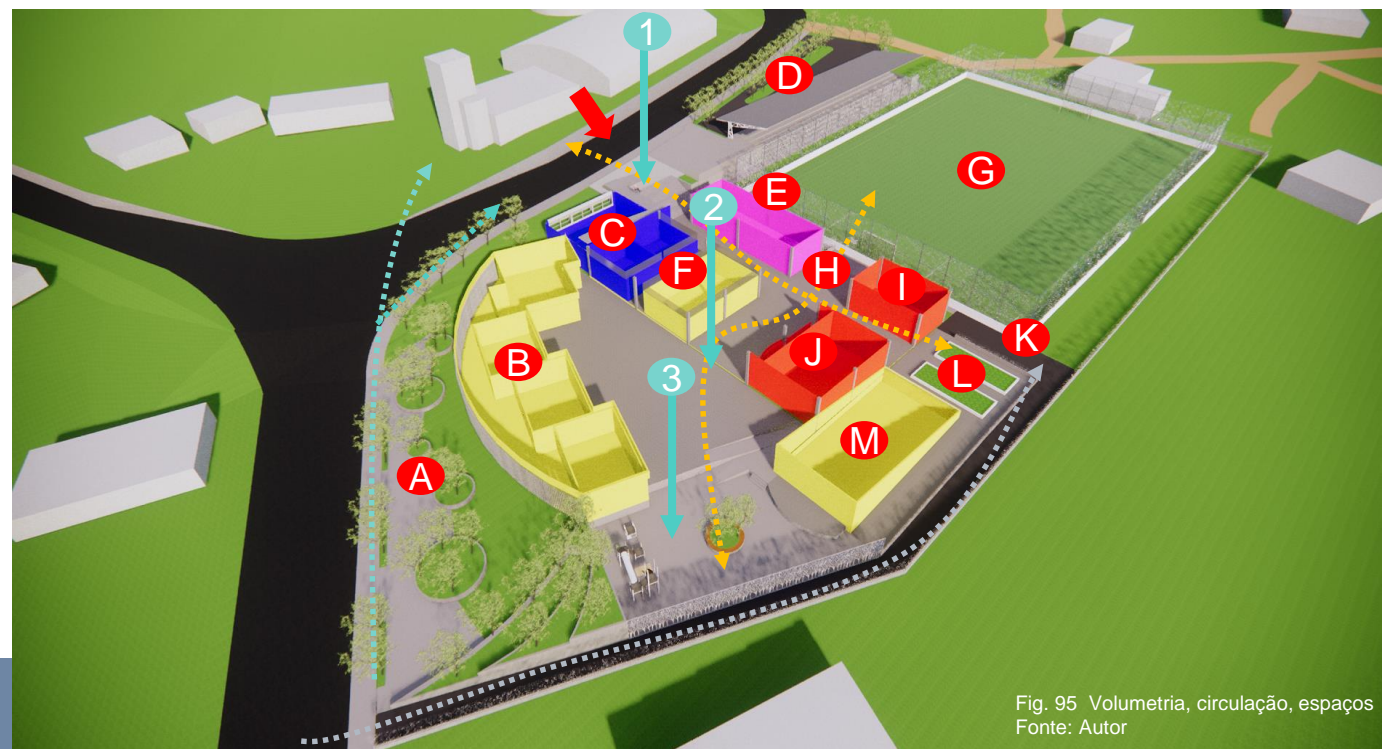 1
D
G
E
2
C
F
H
I
B
J
K
3
L
M
A
Fig. 95 Volumetria, circulação, espaços
Fonte: Autor